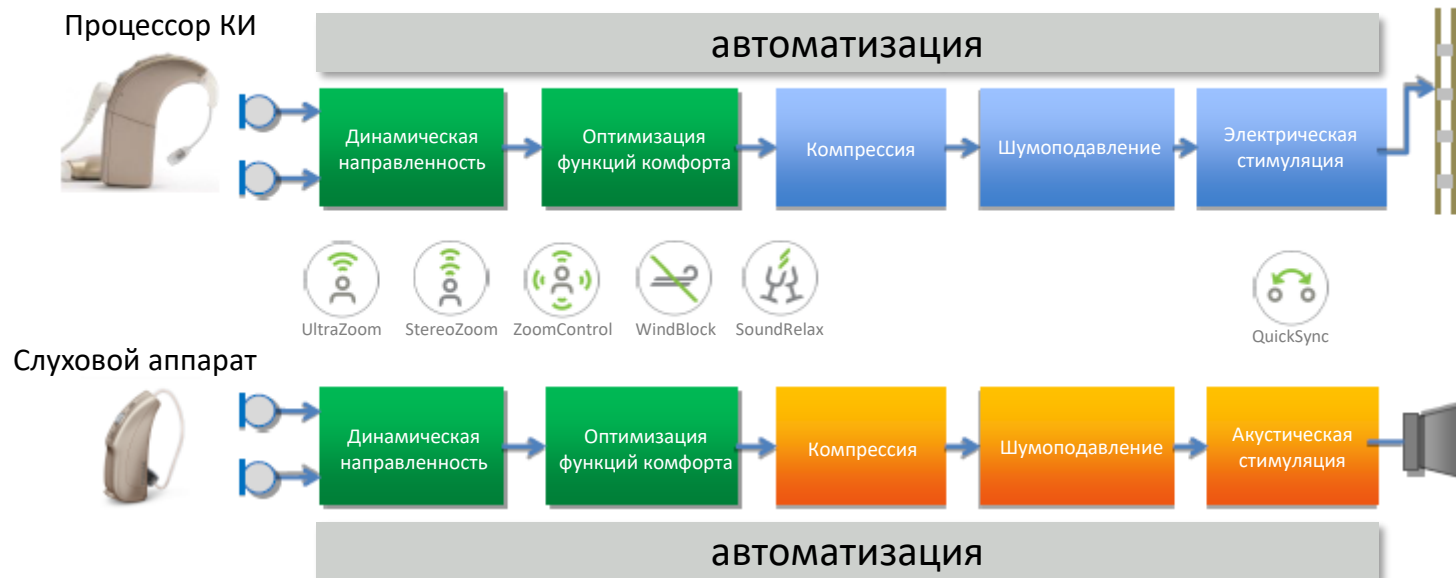 Процессор КИ
автоматизация
Динамическая
направленность
Оптимизация
функций комфорта
Компрессия
Шумоподавление
Электрическая
стимуляция
UltraZoom
StereoZoom
ZoomControl
WindBlock
SoundRelax
QuickSync
Слуховой аппарат
Динамическая
направленность
Оптимизация
функций комфорта
Компрессия
Шумоподавление
Акустическая
стимуляция
автоматизация